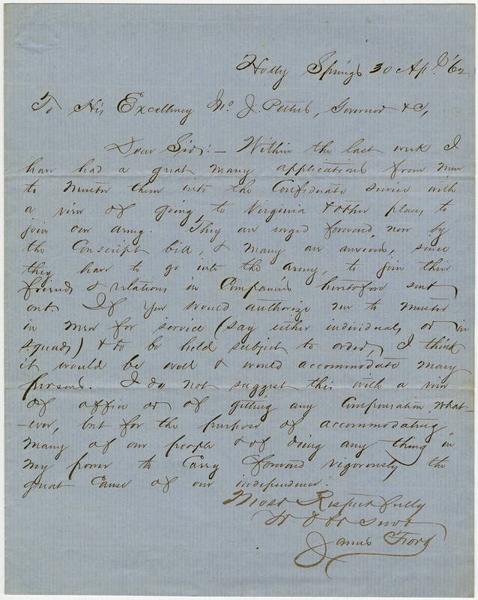 Holly Springs 30 Apl. '62
To His Excellency Jno. J. Pettus, Governor &c,
Dear Sir: - Within the last week I
have had a great many applications from men
to muster them into the Confederate service with
a view of going to Virginia & other places to
join our army. They are urged forward, now by
the Conscript bill, & many are anxious, since
they have to go into the army, to join their
friends & relations in Companies heretofore sent
out. If you would authorize me to muster
in men for service (say either individuals or in
squads) & to be held subject to order, I think
it would be well & would accommodate many
persons. I do not suggest this with a view
of office or of getting any Compensation, what-
-ever, but for the purpose of accommodating
many of our people & of doing any thing in
my power to carry forward vigorously the
great cause of our independence.
Most Respectfully
Yr Obt Servt
James